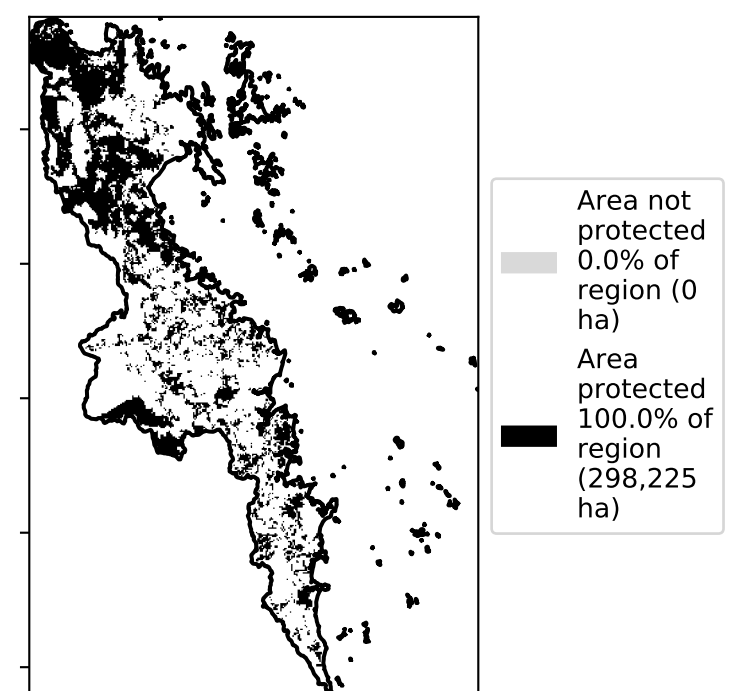 Area not
protected
0.0% of
region (0
ha)
Area
protected
100.0% of
region
(298,225
ha)